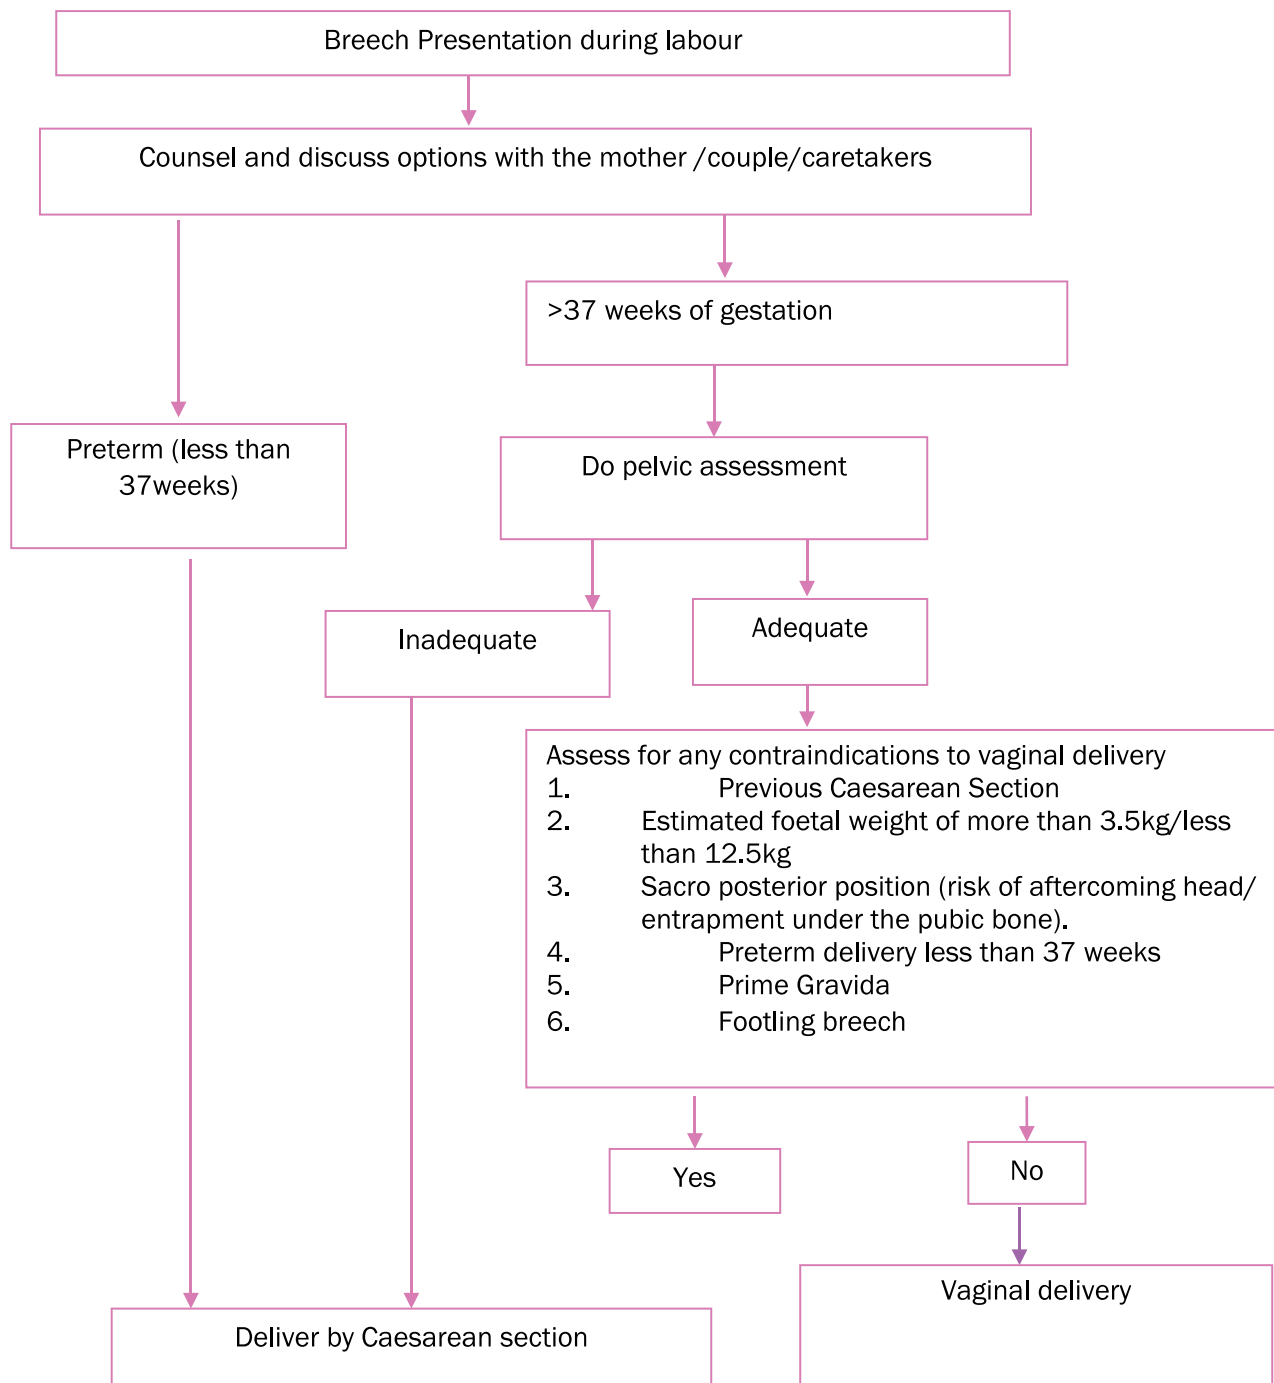 Breech Presentation during labour
Counsel and discuss options with the mother /couple/caretakers
>37 weeks of gestation
Preterm (less than
37weeks)
Do pelvic assessment
Inadequate
Adequate
Assess for any contraindications to vaginal delivery
1. Previous Caesarean Section
2. Estimated foetal weight of more than 3.5kg/less
than 12.5kg
3. Sacro posterior position (risk of aftercoming head/
entrapment under the pubic bone).
4. Preterm delivery less than 37 weeks
5. Prime Gravida
6. Footling breech
Yes
No
Vaginal delivery
Deliver by Caesarean section